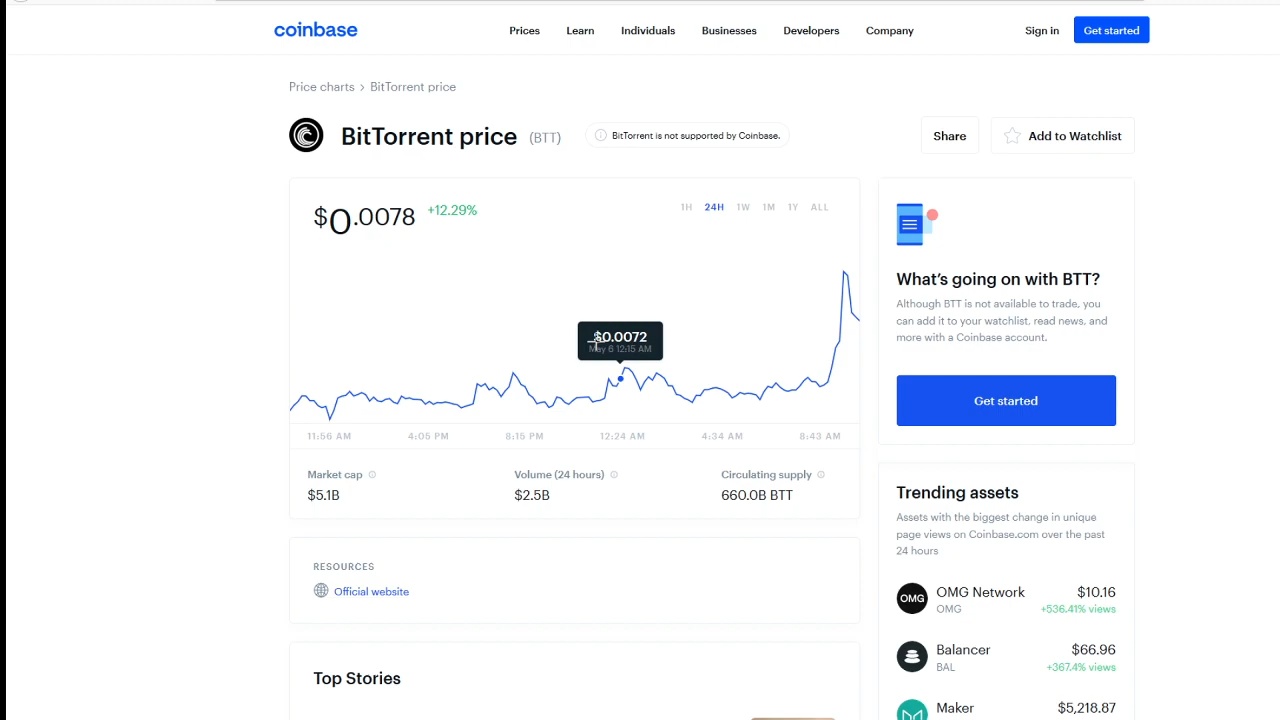 coinbase
Prices Learn Individuals Businesses Developers Company Sign in Get started
Price charts > BitTorrent price
BitTorrent price (BTT)
BitTorrent is not supported by Coinbase.
Share
Add to Watchlist
$0.0078 +12.29%
1H 24H 1W 1M 1Y ALL
$0.0072
May 6 12:15 AM
11:56 AM 4:05 PM 8:15 PM 12:24 AM 4:34 AM 8:43 AM
Market cap Volume (24 hours) Circulating supply
$5.1B $2.5B 660.0B BTT
RESOURCES
Official website
Top Stories
What's going on with BTT?
Although BTT is not available to trade, you
can add it to your watchlist, read news, and
more with a Coinbase account.
Get started
Trending assets
Assets with the biggest change in unique
page views on Coinbase.com over the past
24 hours
OMG
OMG Network $10.16
OMG +536.41% views
Balancer $66.96
BAL +367.4% views
Maker $5,218.87